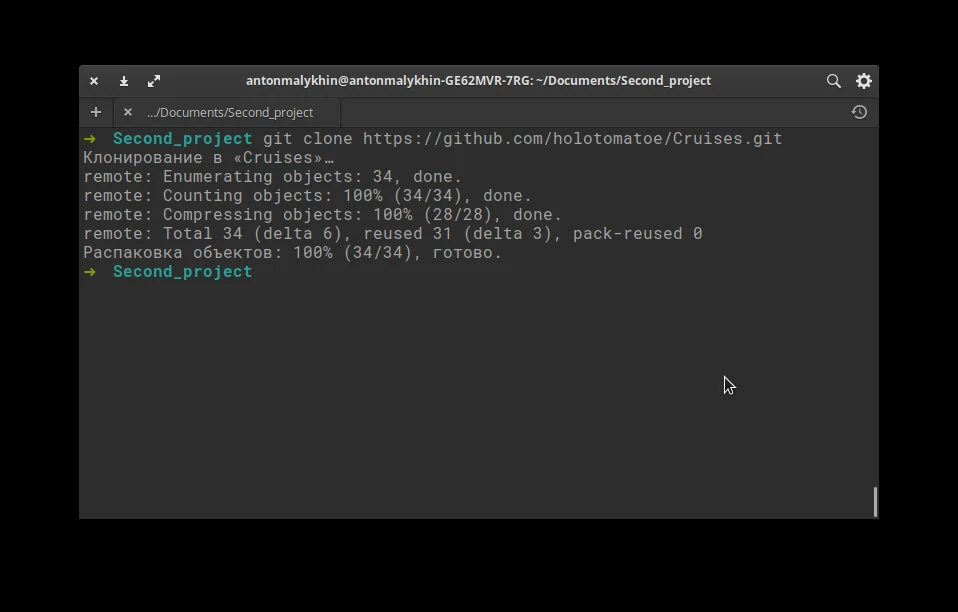 antonmalykhin@antonmalykhin-GE62MVR-7RG: ~/Documents/Second_project
.../Documents/Second_project
➜ Second_project git clone https://github.com/holotomatoe/Cruises.git
Клонирование в «Cruises»…
remote: Enumerating objects: 34, done.
remote: Counting objects: 100% (34/34), done.
remote: Compressing objects: 100% (28/28), done.
remote: Total 34 (delta 6), reused 31 (delta 3), pack-reused 0
Распаковка объектов: 100% (34/34), готово.
➜ Second_project